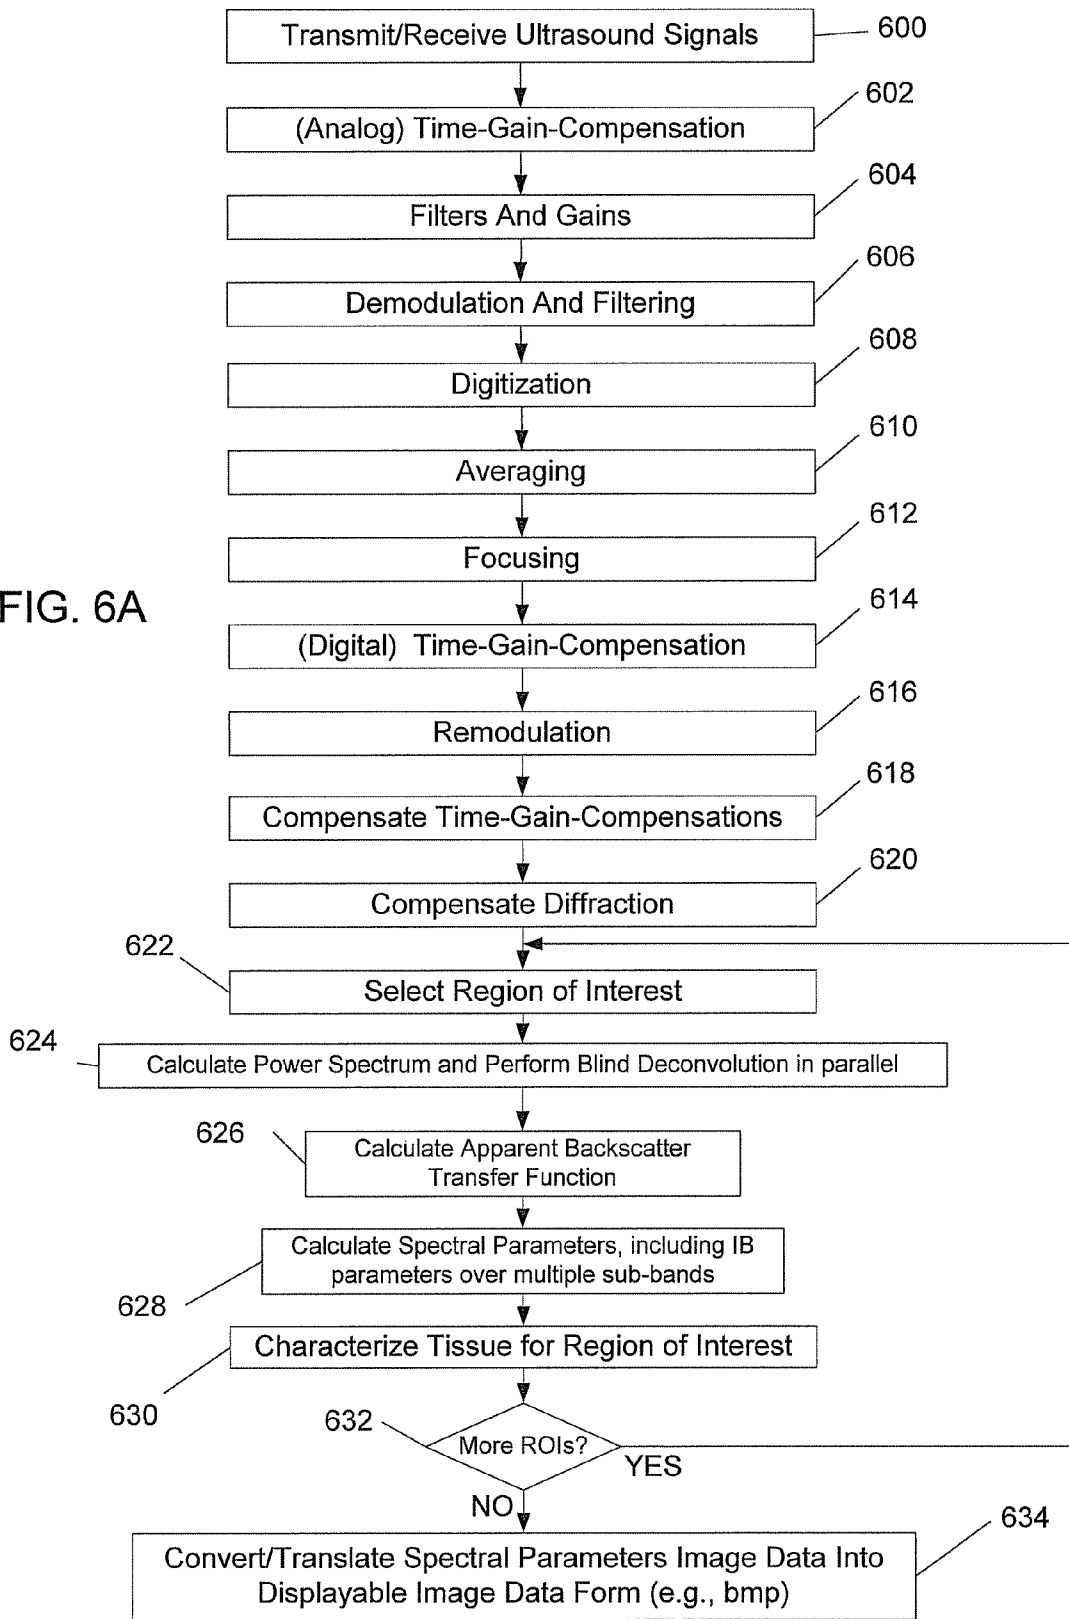 Transmit/Receive Ultrasound Signals
600
(Analog) Time-Gain-Compensation
602
Filters And Gains
604
Demodulation And Filtering
606
Digitization
608
Averaging
610
Focusing
612
FIG. 6A
(Digital) Time-Gain-Compensation
614
Remodulation
616
Compensate Time-Gain-Compensations
618
Compensate Diffraction
620
622
Select Region of Interest
624
Calculate Power Spectrum and Perform Blind Deconvolution in parallel
626
Calculate Apparent Backscatter
Transfer Function
Calculate Spectral Parameters, including IB
parameters over multiple sub-bands
628
Characterize Tissue for Region of Interest
630
632
More ROIs?
YES
NO
634
Convert/Translate Spectral Parameters Image Data Into
Displayable Image Data Form (e.g., bmp)